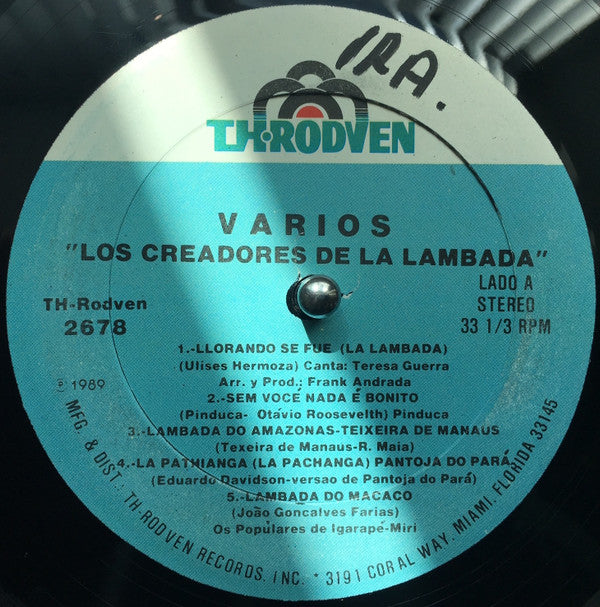 IRA.
TH·RODVEN
VARIOS
"LOS CREADORES DE LA LAMBADA"
TH-Rodven
2678
LADO A
STEREO
33 1/3 RPM
1.-LLORANDO SE FUE (LA LAMBADA)
(Ulises Hermoza) Canta: Teresa Guerra
Arr. y Prod.: Frank Andrada
℗ 1989
2.-SEM VOCÊ NADA É BONITO
(Pinduca- Otávio Roosevelth) Pinduca
3.-LAMBADA DO AMAZONAS-TEIXEIRA DE MANAUS
(Texeira de Manaus-R. Maia)
4.-LA PATHIANGA (LA PACHANGA) PANTOJA DO PARÁ
(Eduardo Davidson-versao de Pantoja do Pará)
5.-LAMBADA DO MACACO
(João Goncalves Farias)
Os Populares de Igarapé-Miri
MFG. & DIST.: TH-RODVEN RECORDS, INC. * 3191 CORAL WAY, MIAMI, FLORIDA 33145